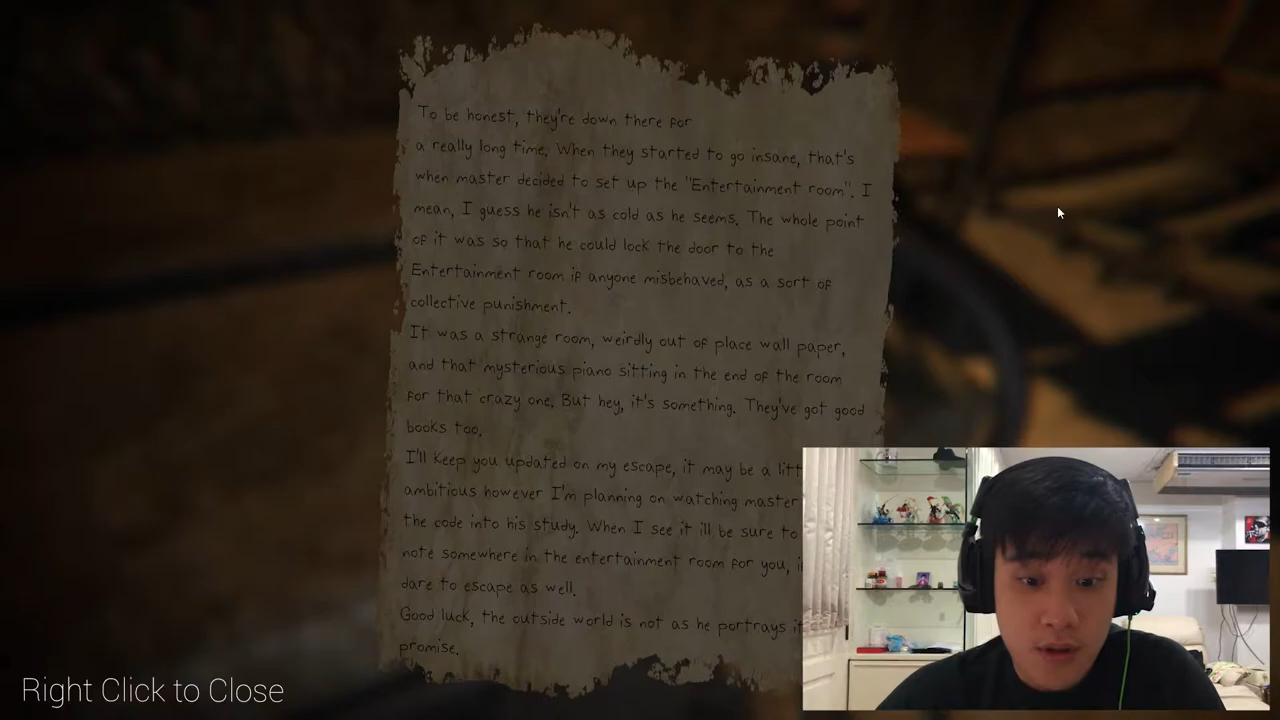 To be honest, they're down there for
a really long time. When they started to go insane, that's
when master decided to set up the "Entertainment room". I
mean, I guess he isn't as cold as he seems. The whole point
of it was so that he could lock the door to the
Entertainment room if anyone misbehaved, as a sort of
collective punishment.
It was a strange room, weirdly out of place wall paper,
and that mysterious piano sitting in the end of the room
for that crazy one. But hey, it's something. They've got good
books too.
I'll keep you updated on my escape, it may be a
ambitious however I'm planning on watching master
the code into his study. When I see it ill be sure to
note somewhere in the entertainment room for you,
dare to escape as well.
Good luck, the outside world is not as he portrays it
promise.
Right Click to Close